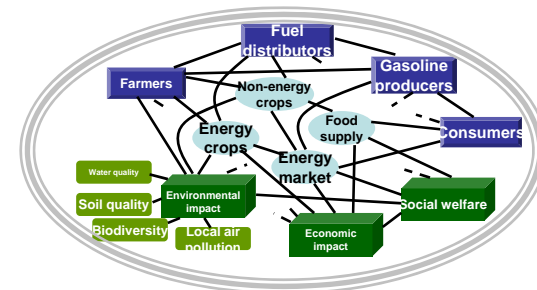 Fuel
distributors
Farmers
Gasoline
producers
Non-energy
crops
Food
supply
Consumers
Energy
crops
Energy
market
Water quality
Environmental
impact
Soil quality
Social welfare
Biodiversity
Local air
pollution
Economic
impact